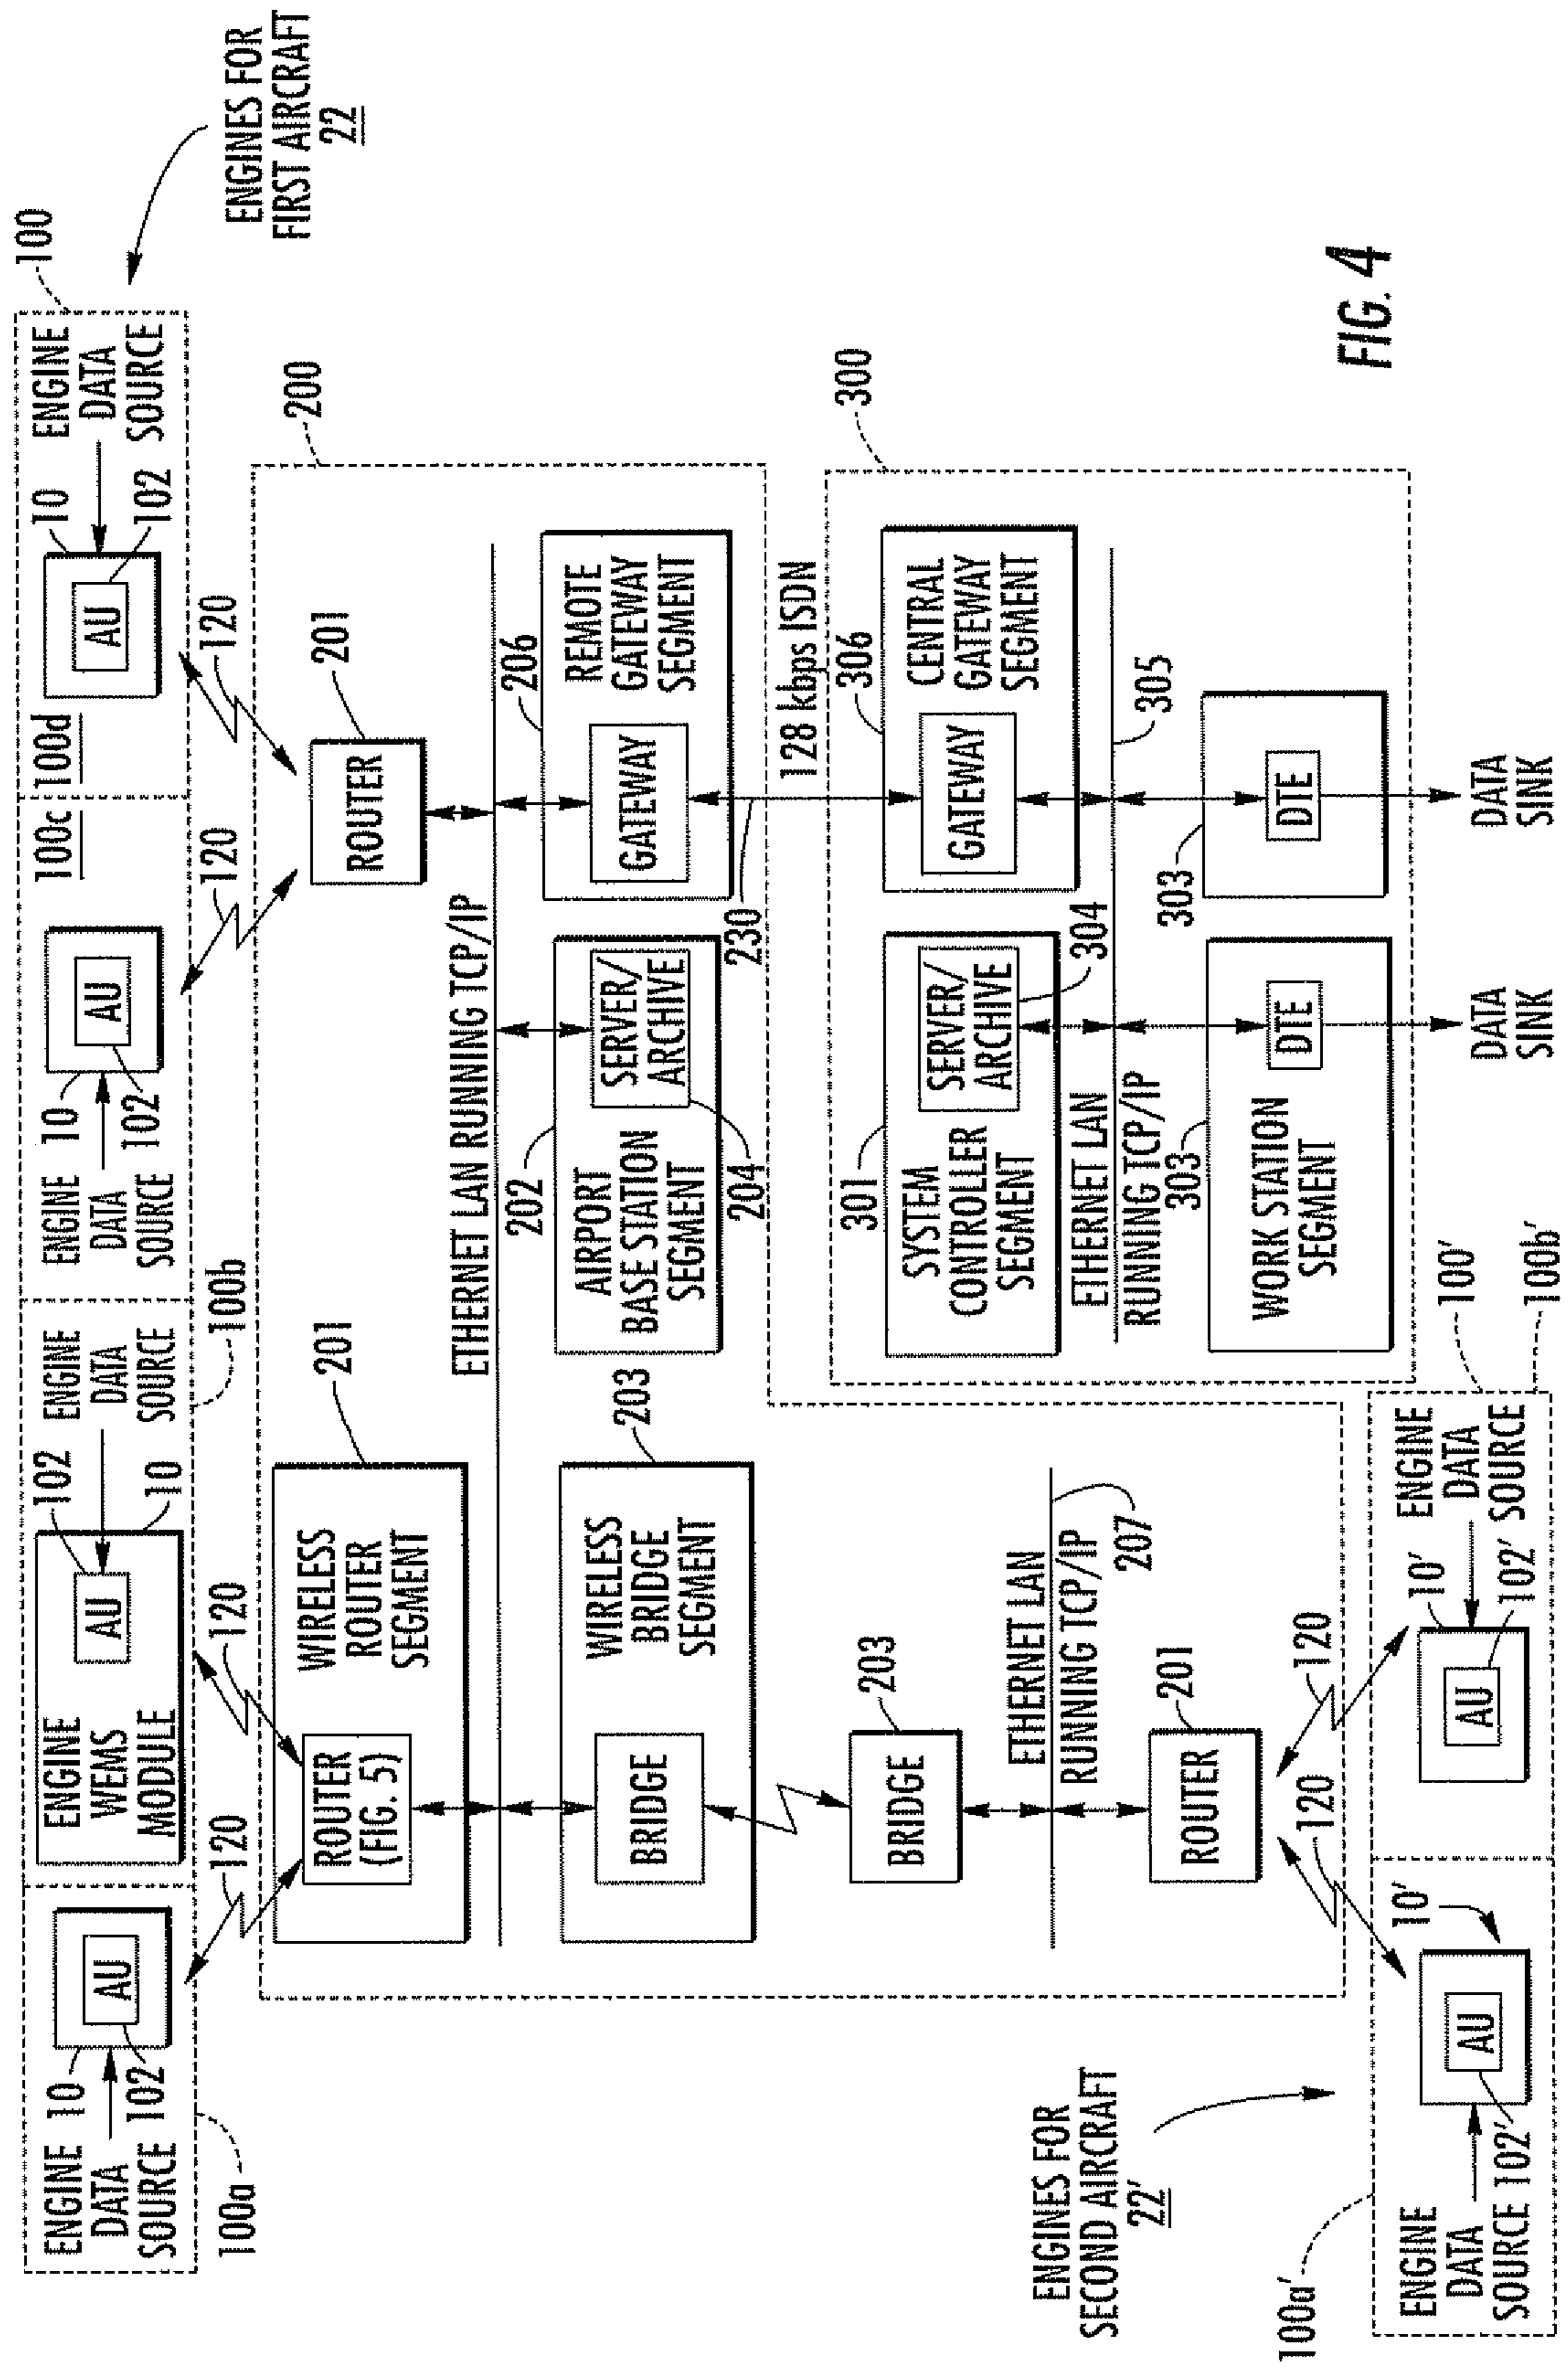 100
ENGINES FOR
FIRST AIRCRAFT
22
ENGINE
DATA
SOURCE
10
102
AU
100a
ENGINE WEMS
MODULE
AU
102
10
ENGINE
DATA
SOURCE
100b
ENGINE
DATA
SOURCE
10
102
AU
100c
100d
AU
10
102
ENGINE
DATA
SOURCE
120
120
120
120
200
WIRELESS
ROUTER
SEGMENT
ROUTER
(FIG. 5)
201
ROUTER
201
ETHERNET LAN RUNNING TCP/IP
WIRELESS
BRIDGE
SEGMENT
BRIDGE
203
202
AIRPORT
BASE STATION
SEGMENT
SERVER/
ARCHIVE
204
206
REMOTE
GATEWAY
SEGMENT
GATEWAY
230
128 kbps ISDN
BRIDGE
203
ETHERNET LAN
RUNNING TCP/IP
207
ROUTER
201
300
301
SYSTEM
CONTROLLER
SEGMENT
SERVER/
ARCHIVE
304
306
CENTRAL
GATEWAY
SEGMENT
GATEWAY
ETHERNET LAN
RUNNING TCP/IP
305
303
WORK STATION
SEGMENT
DTE
303
DTE
DATA
SINK
DATA
SINK
120
120
ENGINES FOR
SECOND AIRCRAFT
22'
100a'
ENGINE
DATA
SOURCE
102'
AU
10'
AU
10'
102'
ENGINE
DATA
SOURCE
100'
100b'
FIG. 4